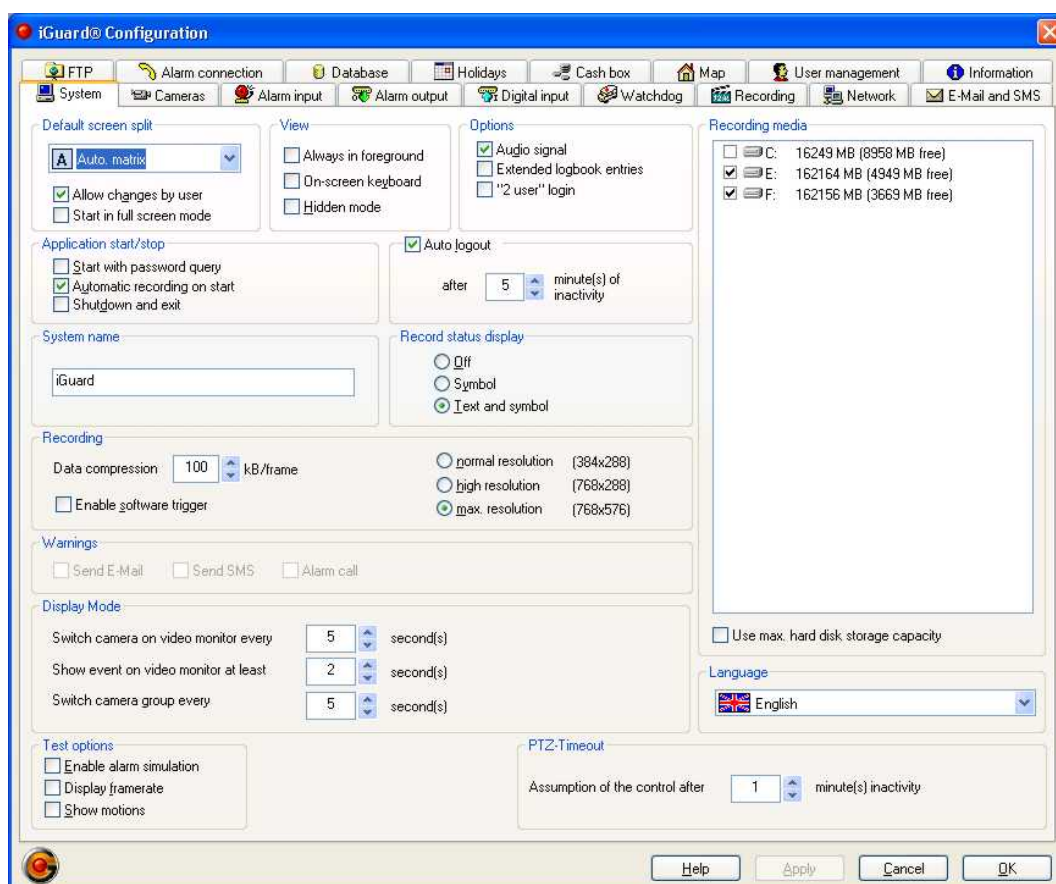 iGuard® Configuration
FTP
Alarm connection
Database
Holidays
Cash box
Map
User management
Information
System
Cameras
Alarm input
Alarm output
Digital input
Watchdog
Recording
Network
E-Mail and SMS
Default screen split
A Auto. matrix
Allow changes by user
Start in full screen mode
View
Always in foreground
On-screen keyboard
Hidden mode
Options
Audio signal
Extended logbook entries
"2 user" login
Recording media
C: 16249 MB (8958 MB free)
E: 162164 MB (4949 MB free)
F: 162156 MB (3669 MB free)
Application start/stop
Start with password query
Automatic recording on start
Shutdown and exit
Auto logout
after 5 minute(s) of
inactivity
System name
iGuard
Record status display
Off
Symbol
Text and symbol
Recording
Data compression 100 kB/frame
Enable software trigger
normal resolution (384x288)
high resolution (768x288)
max. resolution (768x576)
Warnings
Send E-Mail
Send SMS
Alarm call
Display Mode
Switch camera on video monitor every 5 second(s)
Show event on video monitor at least 2 second(s)
Switch camera group every 5 second(s)
Use max. hard disk storage capacity
Language
English
Test options
Enable alarm simulation
Display framerate
Show motions
PTZ-Timeout
Assumption of the control after 1 minute(s) inactivity
Help
Apply
Cancel
OK